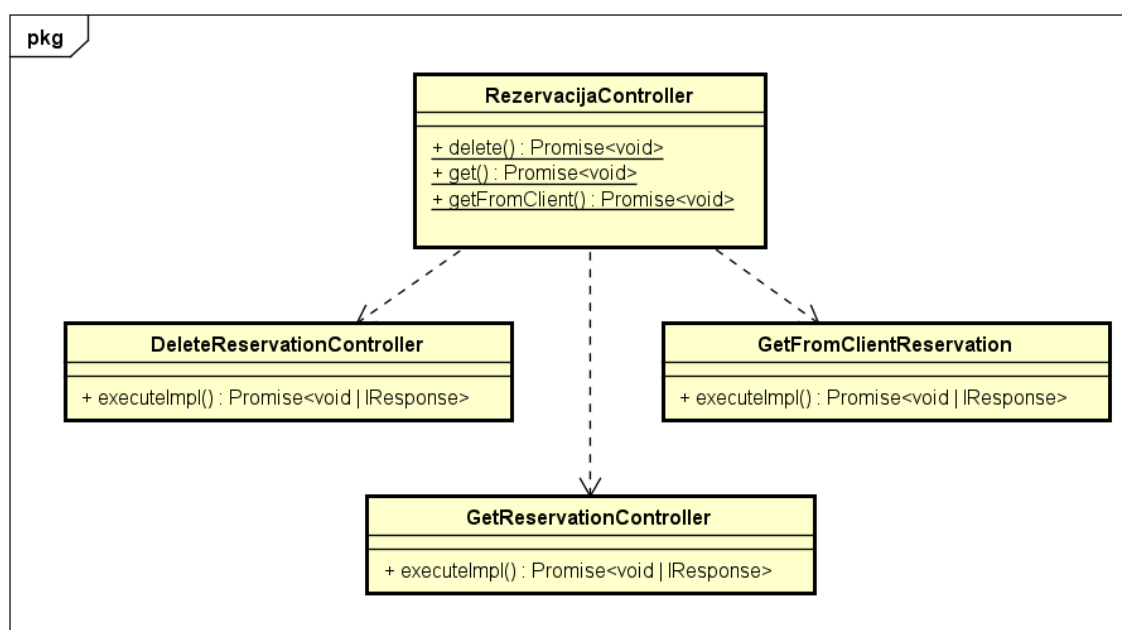 pkg
RezervacijaController
+ delete() : Promise<void>
+ get() : Promise<void>
+ getFromClient() : Promise<void>
DeleteReservationController
+ executeImpl() : Promise<void | IResponse>
GetFromClientReservation
+ executeImpl() : Promise<void | IResponse>
GetReservationController
+ executeImpl() : Promise<void | IResponse>